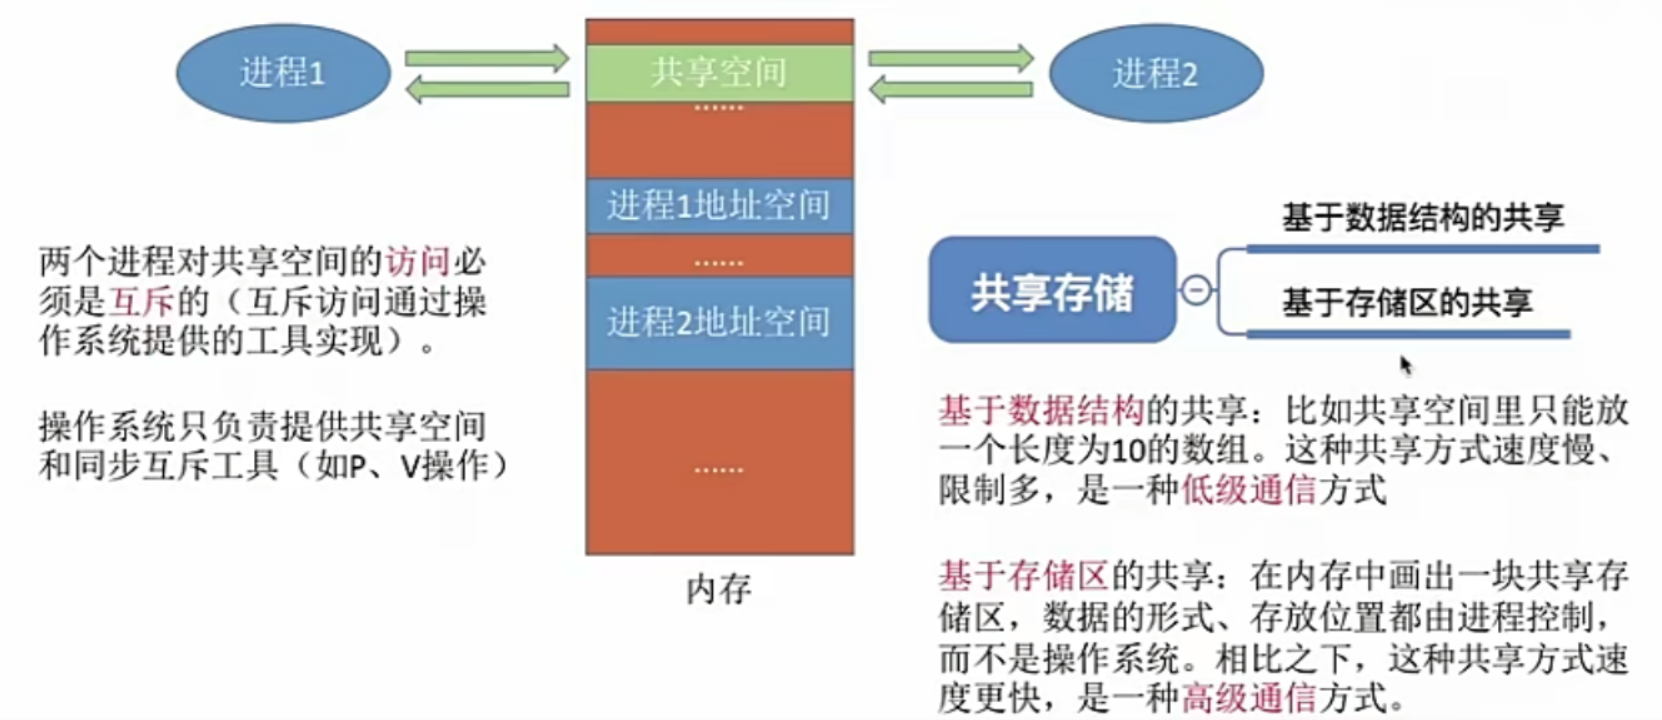 进程1
共享空间
进程2
......
进程1地址空间
......
进程2地址空间
......
内存
两个进程对共享空间的访问必
须是互斥的（互斥访问通过操
作系统提供的工具实现）。
操作系统只负责提供共享空间
和同步互斥工具（如P、V操作）
共享存储
基于数据结构的共享
基于存储区的共享
基于数据结构的共享：比如共享空间里只能放
一个长度为10的数组。这种共享方式速度慢、
限制多，是一种低级通信方式
基于存储区的共享：在内存中画出一块共享存
储区，数据的形式、存放位置都由进程控制，
而不是操作系统。相比之下，这种共享方式速
度更快，是一种高级通信方式。